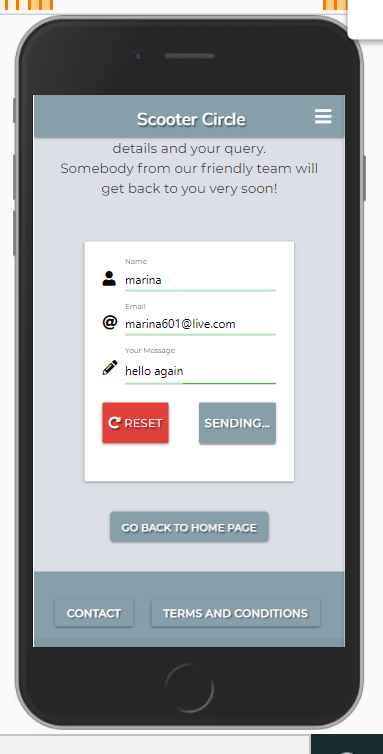 Scooter Circle
details and your query.
Somebody from our friendly team will
get back to you very soon!
Name
marina
Email
@ marina601@live.com
Your Message
hello again
RESET
SENDING...
GO BACK TO HOME PAGE
CONTACT
TERMS AND CONDITIONS